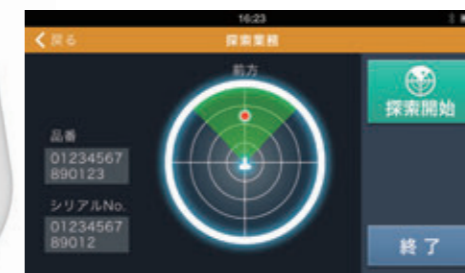 16:23
戻る
探索業務
前方
探索開始
品番
01234567
890123
シリアルNo.
01234567
89012
終了